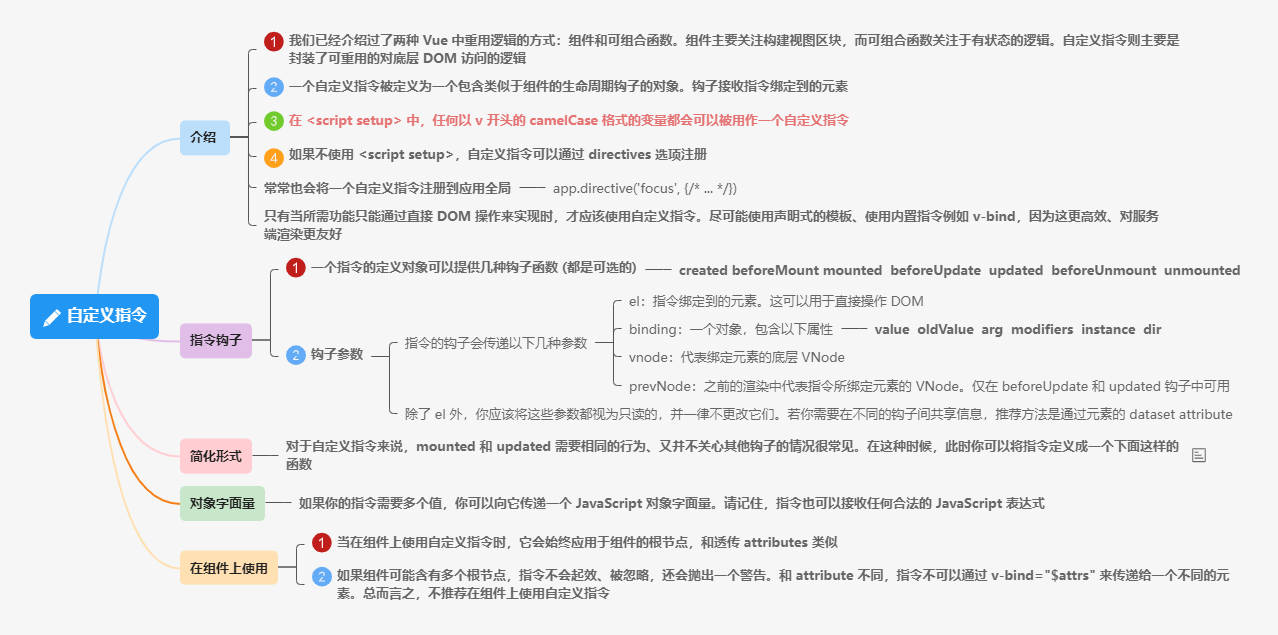 自定义指令
介绍
1 我们已经介绍过了两种 Vue 中重用逻辑的方式：组件和可组合函数。组件主要关注构建视图区块，而可组合函数关注于有状态的逻辑。自定义指令则主要是
封装了可重用的对底层 DOM 访问的逻辑
2 一个自定义指令被定义为一个包含类似于组件的生命周期钩子的对象。钩子接收指令绑定到的元素
3 在 <script setup> 中，任何以 v 开头的 camelCase 格式的变量都会可以被用作一个自定义指令
4 如果不使用 <script setup>，自定义指令可以通过 directives 选项注册
常常也会将一个自定义指令注册到应用全局 app.directive('focus', {/* ... */})
只有当所需功能只能通过直接 DOM 操作来实现时，才应该使用自定义指令。尽可能使用声明式的模板、使用内置指令例如 v-bind，因为这更高效、对服务
端渲染更友好
指令钩子
1 一个指令的定义对象可以提供几种钩子函数 (都是可选的) created beforeMount mounted beforeUpdate updated beforeUnmount unmounted
2 钩子参数
指令的钩子会传递以下几种参数
el：指令绑定到的元素。这可以用于直接操作 DOM
binding：一个对象，包含以下属性 value oldValue arg modifiers instance dir
vnode：代表绑定元素的底层 VNode
prevNode：之前的渲染中代表指令所绑定元素的 VNode。仅在 beforeUpdate 和 updated 钩子中可用
除了 el 外，你应该将这些参数都视为只读的，并一律不更改它们。若你需要在不同的钩子间共享信息，推荐方法是通过元素的 dataset attribute
简化形式
对于自定义指令来说，mounted 和 updated 需要相同的行为、又并不关心其他钩子的情况很常见。在这种时候，此时你可以将指令定义成一个下面这样的
函数
对象字面量
如果你的指令需要多个值，你可以向它传递一个 JavaScript 对象字面量。请记住，指令也可以接收任何合法的 JavaScript 表达式
在组件上使用
1 当在组件上使用自定义指令时，它会始终应用于组件的根节点，和透传 attributes 类似
2 如果组件可能含有多个根节点，指令不会起效、被忽略，还会抛出一个警告。和 attribute 不同，指令不可以通过 v-bind="$attrs" 来传递给一个不同的元
素。总而言之，不推荐在组件上使用自定义指令